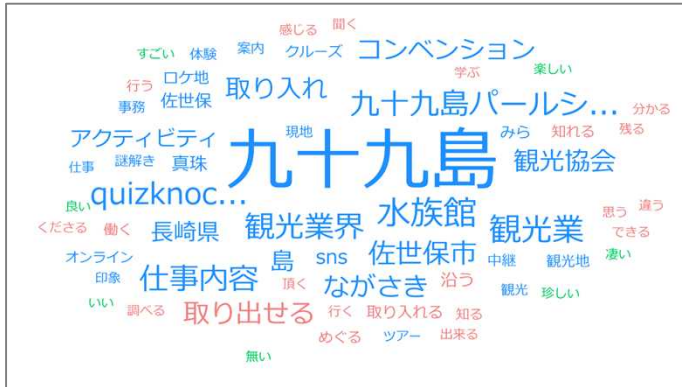 感じる 聞く
すごい 体験 案内 クルーズ コンベンション
ロケ地 取り入れ 学ぶ 楽しい
行う
事務 佐世保 九十九島パールシ... 分かる
アクティビティ 現地 九十九島 みら 知れる 残る
仕事 謎解き 真珠 観光協会
quizknoc... 水族館
良い 思う 違う
くださる 働く 長崎県 観光業界 観光業 できる
オンライン 島 sns 佐世保市 中継 観光地 凄い
印象 仕事内容 頂く ながさき 沿う 観光 珍しい
いい 調べる 取り出せる 行く 取り入れる 知る
めぐる ツアー 出来る
無い